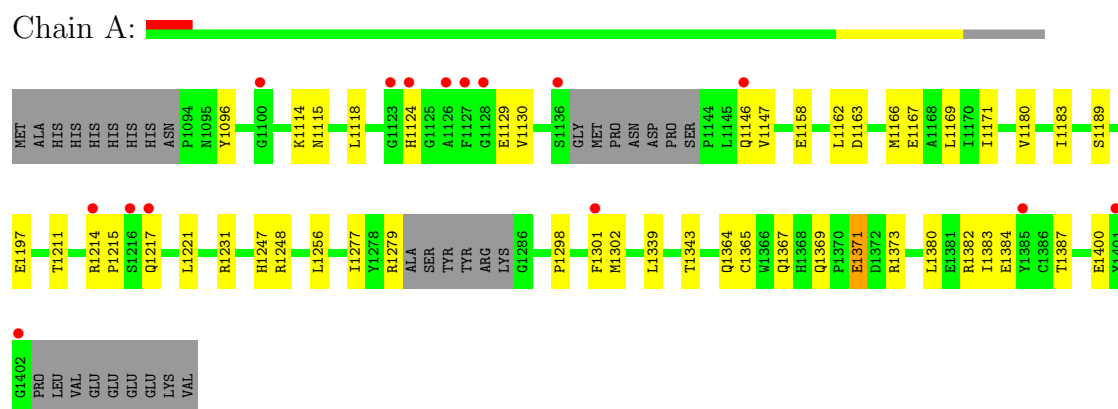 Chain A:
MET ALA HIS HIS HIS HIS HIS HIS ASN P1094 N1095 Y1096 G1100 K1114 N1115 L1118 G1123 H1124 G1125 A1126 F1127 G1128 E1129 V1130 S1136 GLY MET PRO ASN ASP PRO SER P1144 L1145 Q1146 V1147 E1158 L1162 D1163 M1166 E1167 A1168 L1169 I1170 I1171 V1180 I1183 S1189
E1197 T1211 R1214 P1215 S1216 Q1217 L1221 R1231 H1247 R1248 L1256 I1277 Y1278 R1279 ALA SER TYR TYR ARG LYS G1286 P1298 F1301 M1302 L1339 T1343 Q1364 C1365 W1366 Q1367 H1368 Q1369 P1370 E1371 D1372 R1373 L1380 E1381 R1382 I1383 E1384 Y1385 C1386 T1387 E1400 Y1401
G1402 PRO LEU VAL GLU GLU GLU GLU LYS VAL